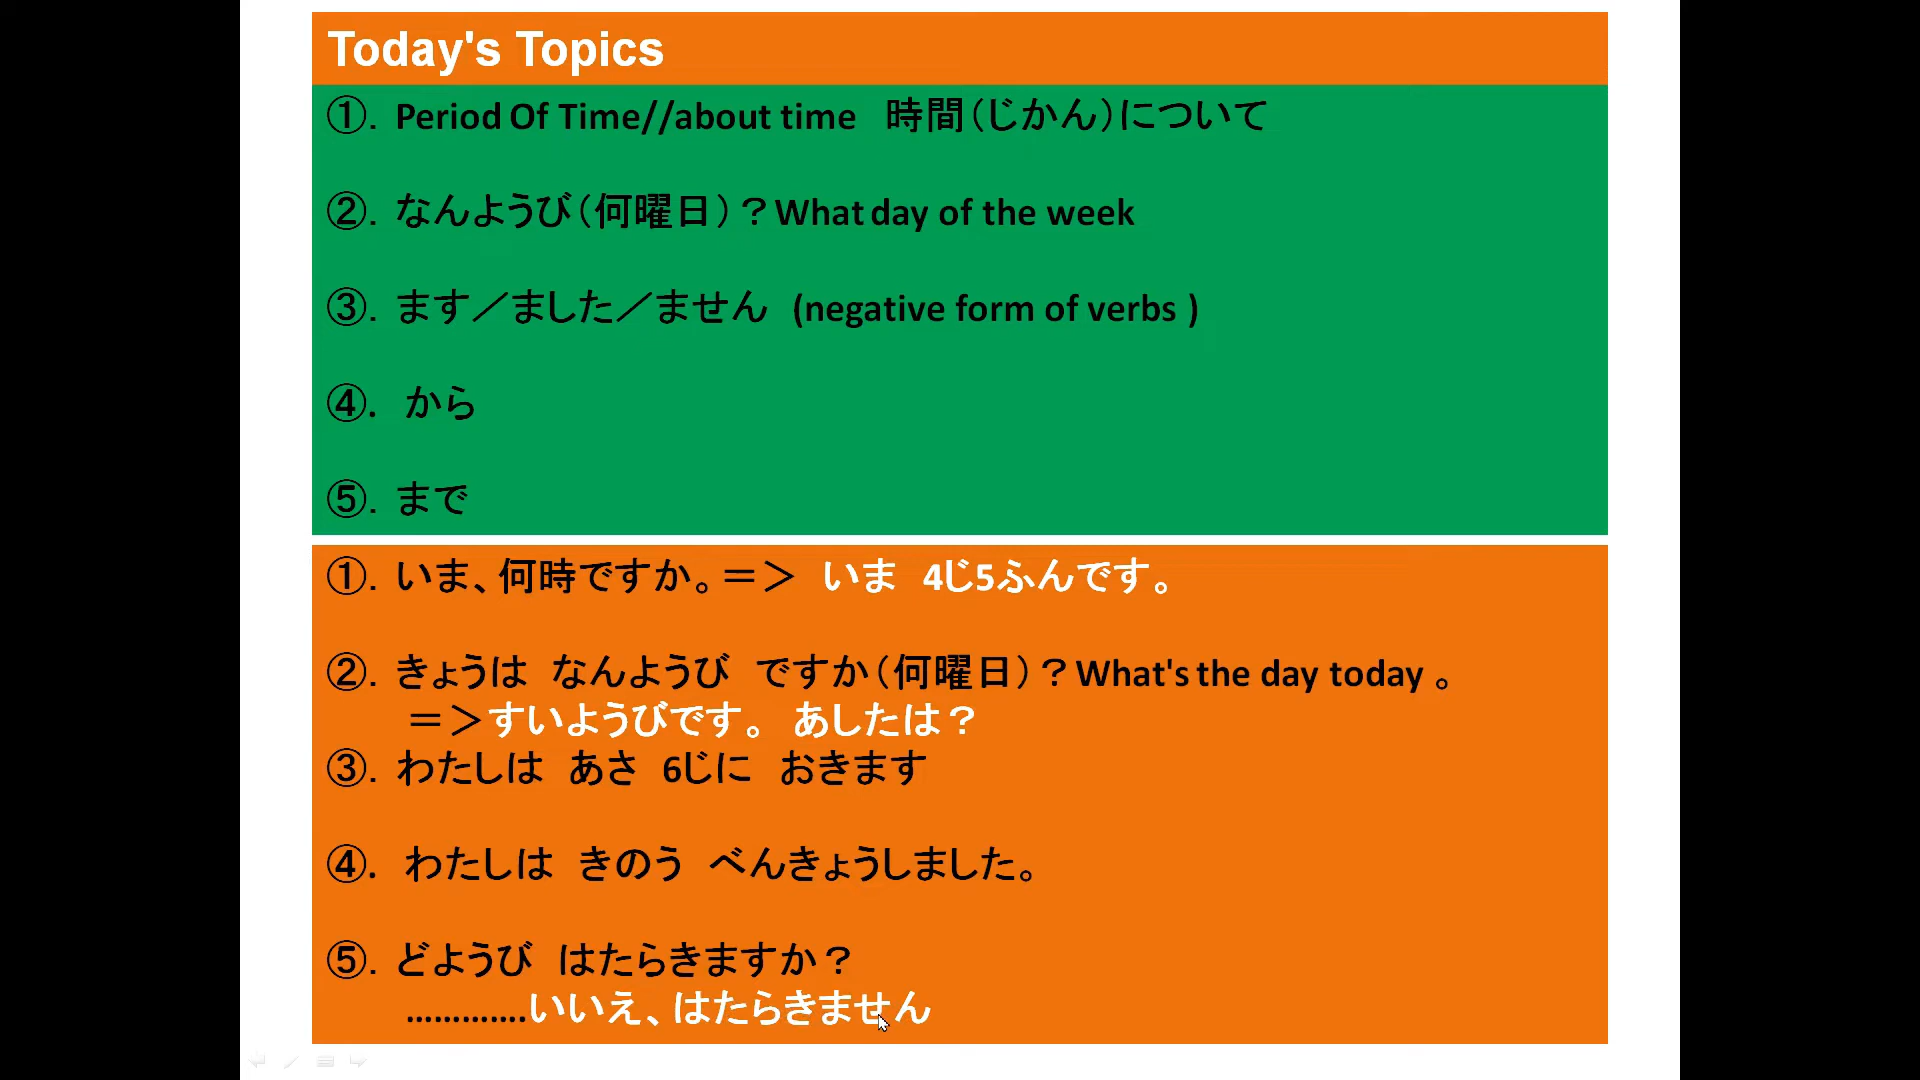 Today's Topics
①. Period Of Time//about time 時間(じかん)について
②. なんようび(何曜日)?What day of the week
③. ます/ました/ません (negative form of verbs )
④. から
⑤. まで
①. いま、何時ですか。=> いま 4じ5ふんです。
②. きょうは なんようび ですか(何曜日)?What's the day today 。
=>すいようびです。 あしたは?
③. わたしは あさ 6じに おきます
④. わたしは きのう べんきょうしました。
⑤. どようび はたらきますか?
.............いいえ、はたらきません